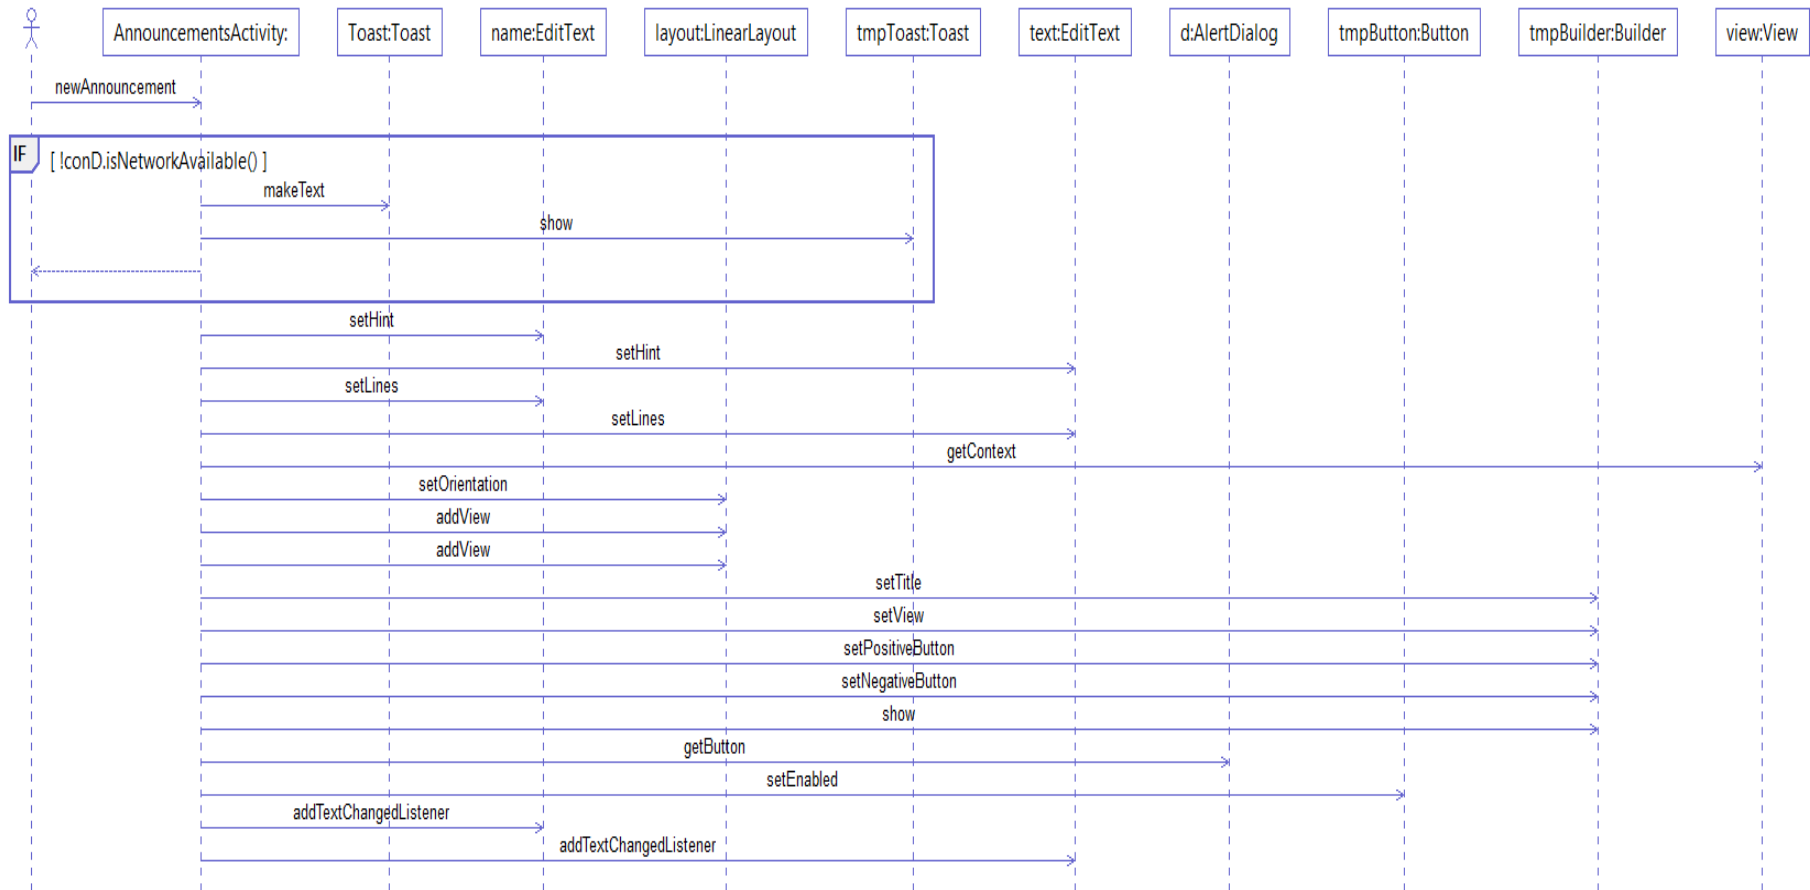 AnnouncementsActivity:
Toast:Toast
name:EditText
layout:LinearLayout
tmpToast:Toast
text:EditText
d:AlertDialog
tmpButton:Button
tmpBuilder:Builder
view:View
newAnnouncement
IF
[ !conD.isNetworkAvailable() ]
makeText
show
setHint
setHint
setLines
setLines
getContext
setOrientation
addView
addView
setTitle
setView
setPositiveButton
setNegativeButton
show
getButton
setEnabled
addTextChangedListener
addTextChangedListener